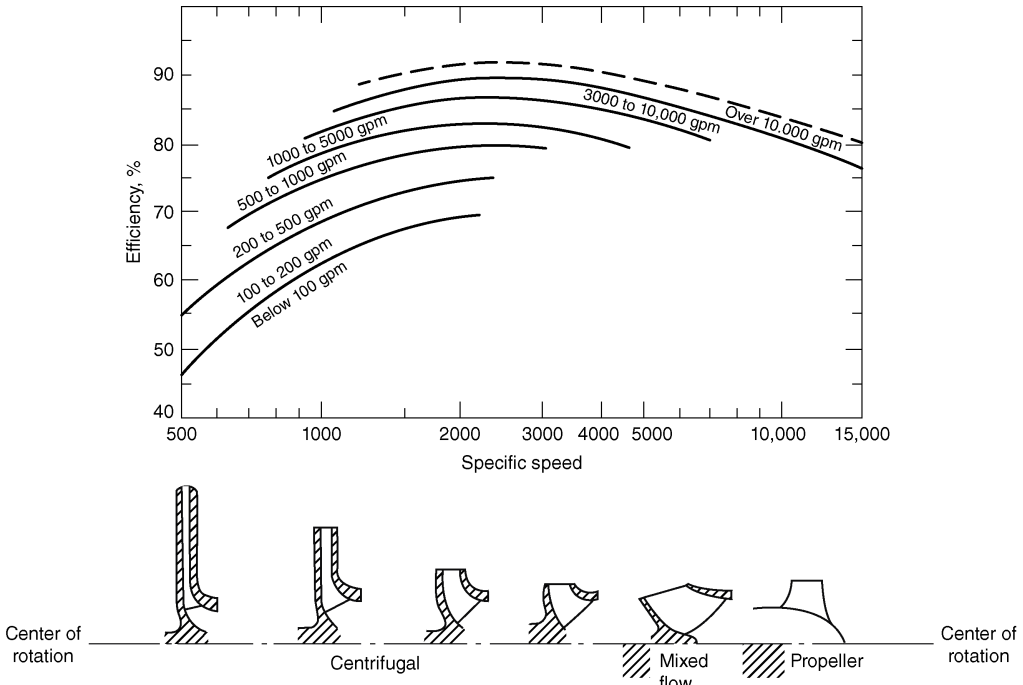 90
80
70
60
50
40
Efficiency, %
Over 10.000 gpm
3000 to 10,000 gpm
1000 to 5000 gpm
500 to 1000 gpm
200 to 500 gpm
100 to 200 gpm
Below 100 gpm
500 1000 2000 3000 4000 5000 10,000 15,000
Specific speed
Center of
rotation
Centrifugal
Mixed
flow
Propeller
Center of
rotation